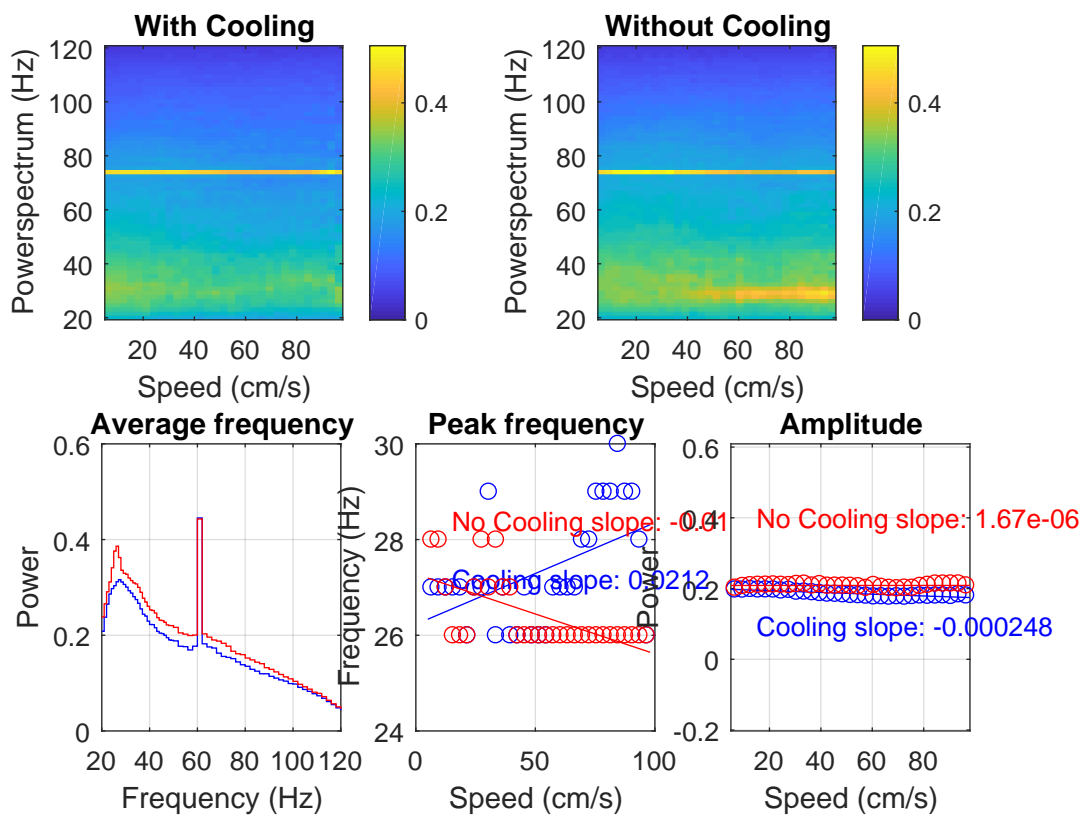 With Cooling
Without Cooling
Powerspectrum (Hz)
120
100
80
60
40
20
20 40 60 80
Speed (cm/s)
0.4
0.2
0
Powerspectrum (Hz)
120
100
80
60
40
20
20 40 60 80
Speed (cm/s)
0.4
0.2
0
Average frequency
Power
0.6
0.4
0.2
0
20 40 60 80 100 120
Frequency (Hz)
Peak frequency
Frequency (Hz)
30
28
26
24
No Cooling slope: -0.01
Cooling slope: 0.0212
0 50 100
Speed (cm/s)
Amplitude
Power
0.6
0.4
0.2
0
-0.2
No Cooling slope: 1.67e-06
Cooling slope: -0.000248
20 40 60 80
Speed (cm/s)